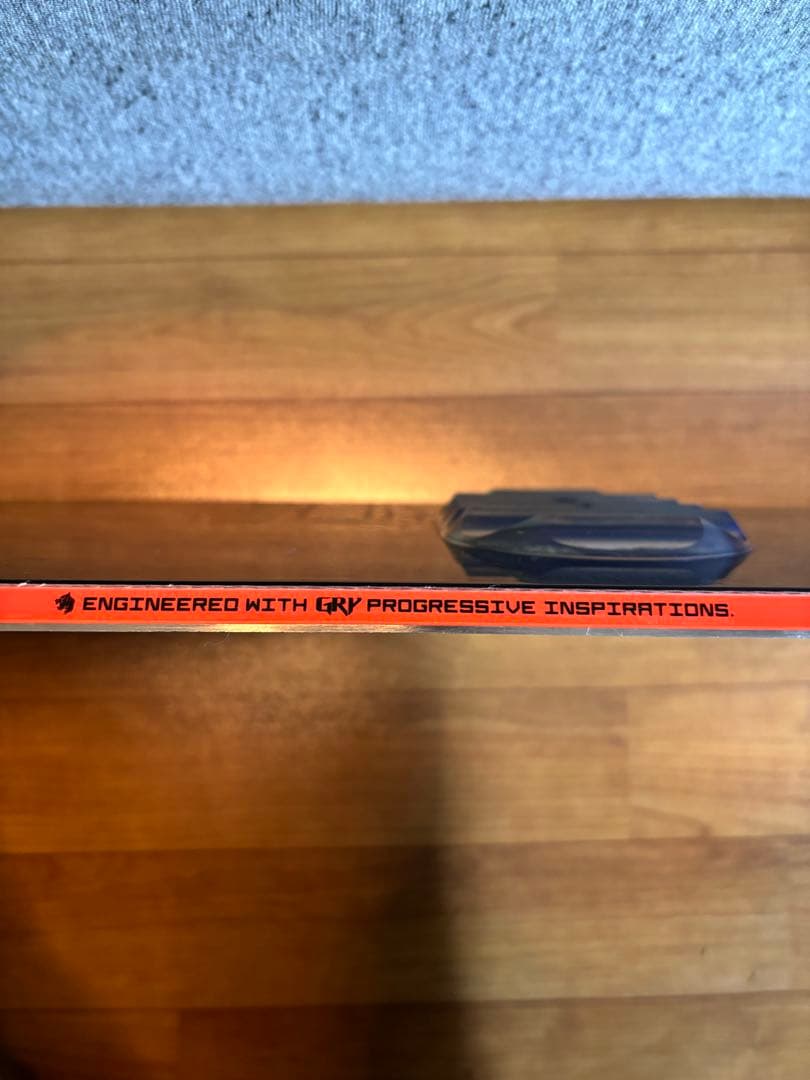 ENGINEERED WITH GRY PROGRESSIVE INSPIRATIONS.